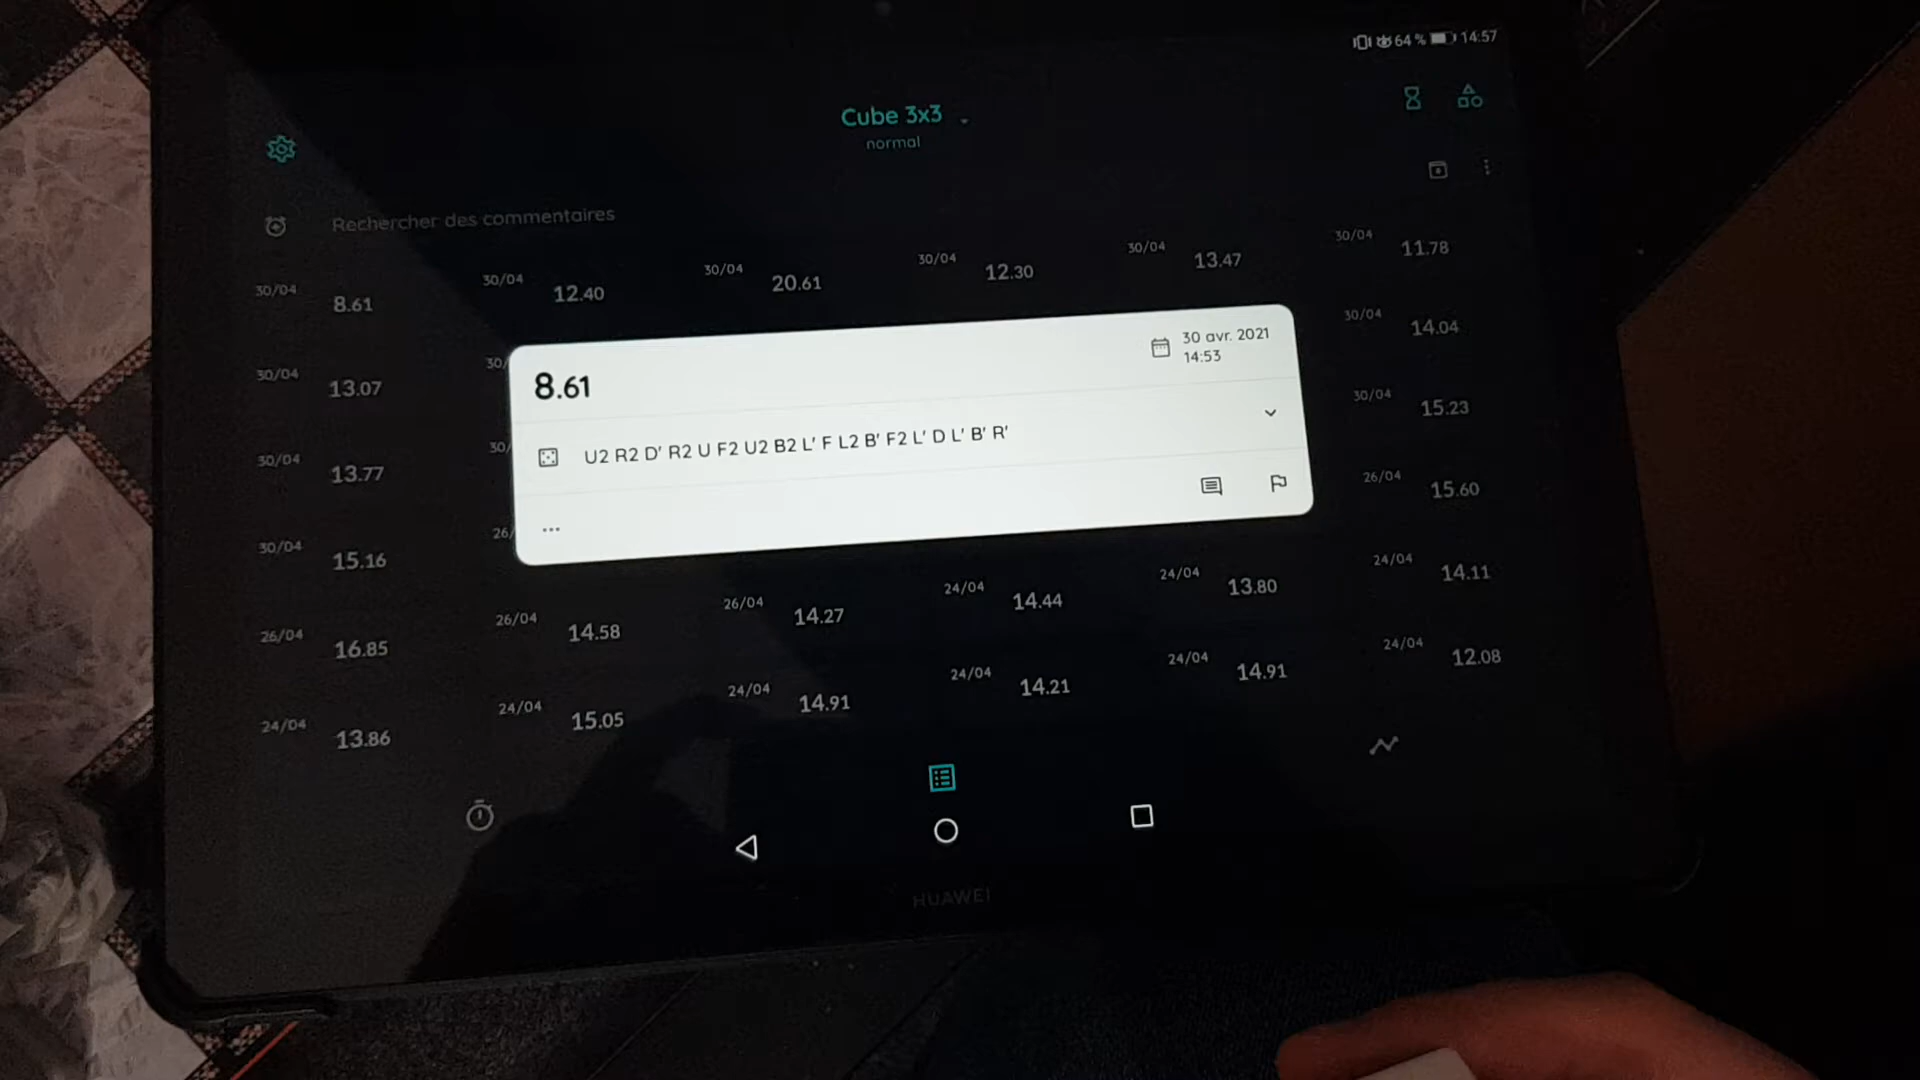 64 % 14:57
Cube 3x3
normal
Rechercher des commentaires
30/04 8.61 30/04 12.40 30/04 20.61 30/04 12.30 30/04 13.47 30/04 11.78
30/04 13.07 30/ 30/04 14.04
8.61 30 avr. 2021
14:53
30/04 13.77 30/ 30/04 15.23
U2 R2 D' R2 U F2 U2 B2 L' F L2 B' F2 L' D L' B' R'
30/04 15.16 26/ 26/04 15.60
...
26/04 16.85 26/04 14.58 26/04 14.27 24/04 14.44 24/04 13.80 24/04 14.11
24/04 13.86 24/04 15.05 24/04 14.91 24/04 14.21 24/04 14.91 24/04 12.08
HUAWEI